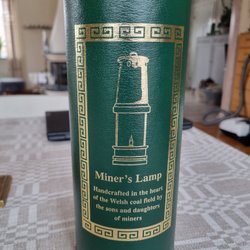 Miner's Lamp
Handcrafted in the heart
of the Welsh coal field by
the sons and daughters
of miners